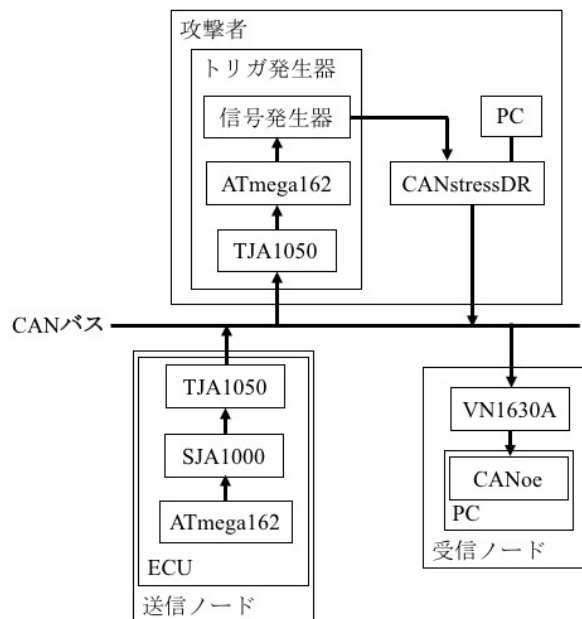 攻撃者
トリガ発生器
信号発生器
PC
ATmega162
CANstressDR
TJA1050
CANバス
TJA1050
SJA1000
ATmega162
ECU
送信ノード
VN1630A
CANoe
PC
受信ノード